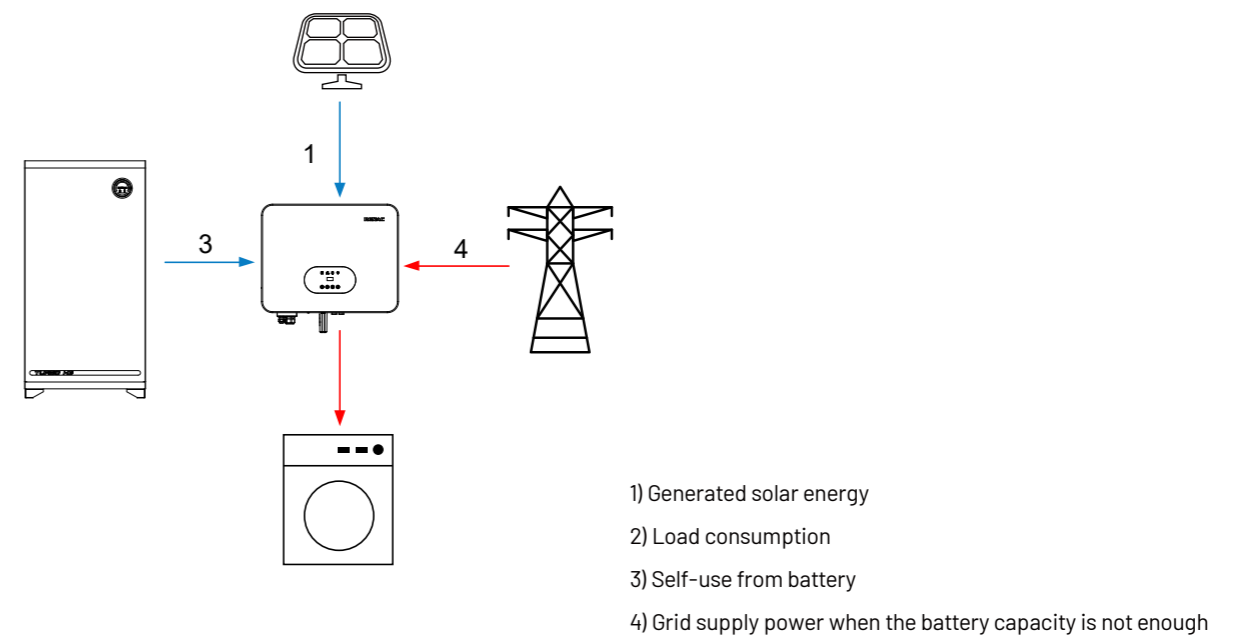 1
3
4
1) Generated solar energy
2) Load consumption
3) Self-use from battery
4) Grid supply power when the battery capacity is not enough